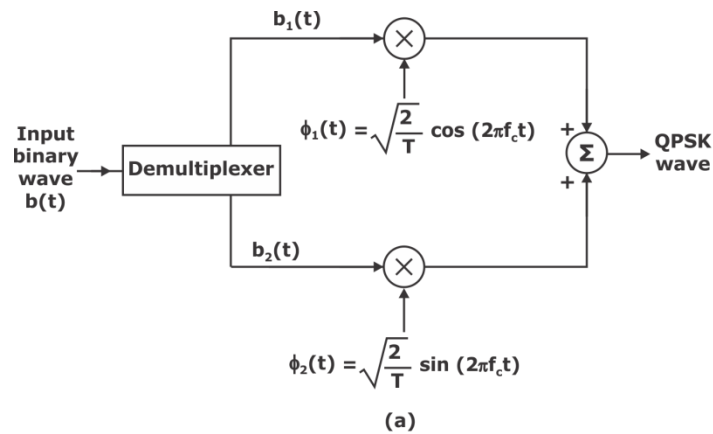 b₁(t)
×
ϕ₁(t) = √(2/T) cos (2πf꜀t)
Input
binary
wave
b(t)
Demultiplexer
+
Σ
+
QPSK
wave
b₂(t)
×
ϕ₂(t) = √(2/T) sin (2πf꜀t)
(a)